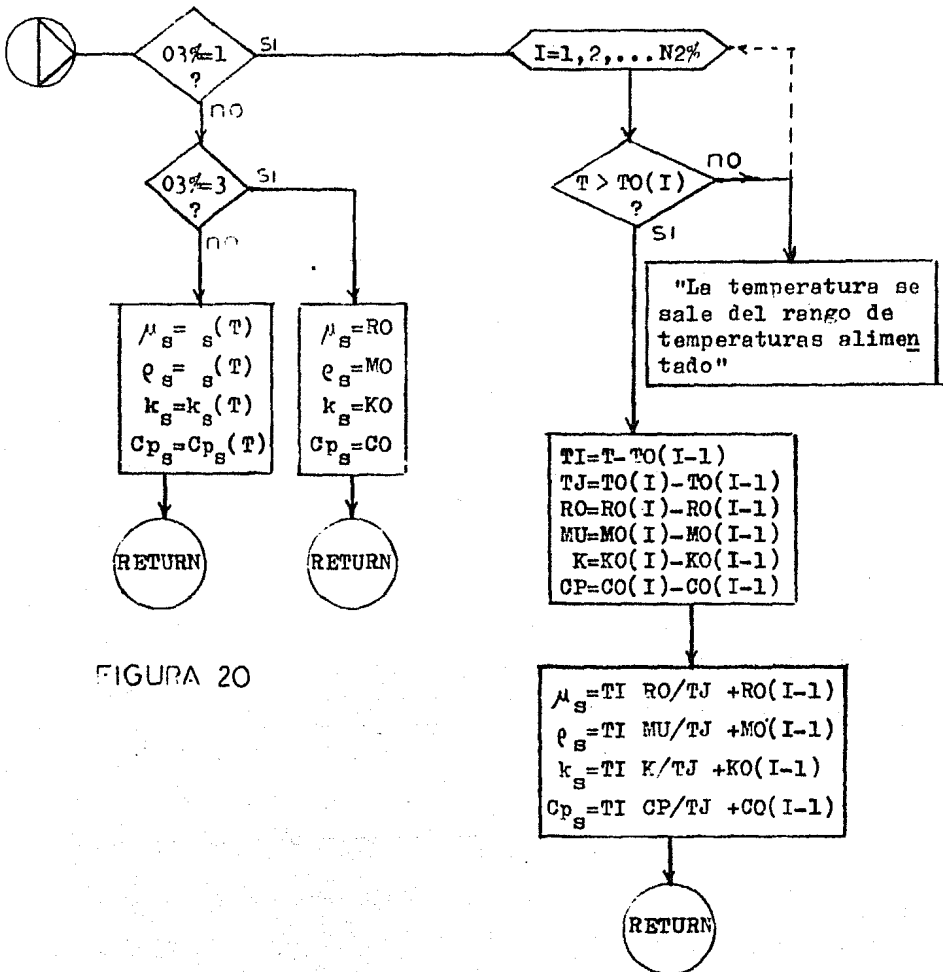 O3%=1
?
SI
no
I=1,2,...N2%
O3%=3
?
SI
no
T > TO(I)
?
no
SI
"La temperatura se
sale del rango de
temperaturas alimen
tado"
μs= s(T)
ρs= s(T)
ks=ks(T)
Cps=Cps(T)
RETURN
μs=RO
ρs=MO
ks=KO
Cps=CO
RETURN
TI=T-TO(I-1)
TJ=TO(I)-TO(I-1)
RO=RO(I)-RO(I-1)
MU=MO(I)-MO(I-1)
K=KO(I)-KO(I-1)
CP=CO(I)-CO(I-1)
μs=TI RO/TJ +RO(I-1)
ρs=TI MU/TJ +MO(I-1)
ks=TI K/TJ +KO(I-1)
Cps=TI CP/TJ +CO(I-1)
RETURN
FIGURA 20